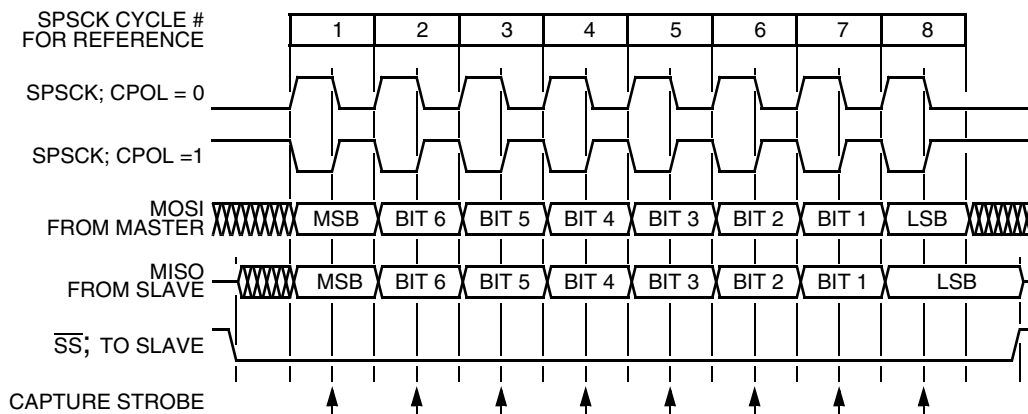 SPSCK CYCLE #
FOR REFERENCE
1 2 3 4 5 6 7 8
SPSCK; CPOL = 0
SPSCK; CPOL =1
MOSI
FROM MASTER
MSB BIT 6 BIT 5 BIT 4 BIT 3 BIT 2 BIT 1 LSB
MISO
FROM SLAVE
MSB BIT 6 BIT 5 BIT 4 BIT 3 BIT 2 BIT 1 LSB
S̅S̅; TO SLAVE
CAPTURE STROBE